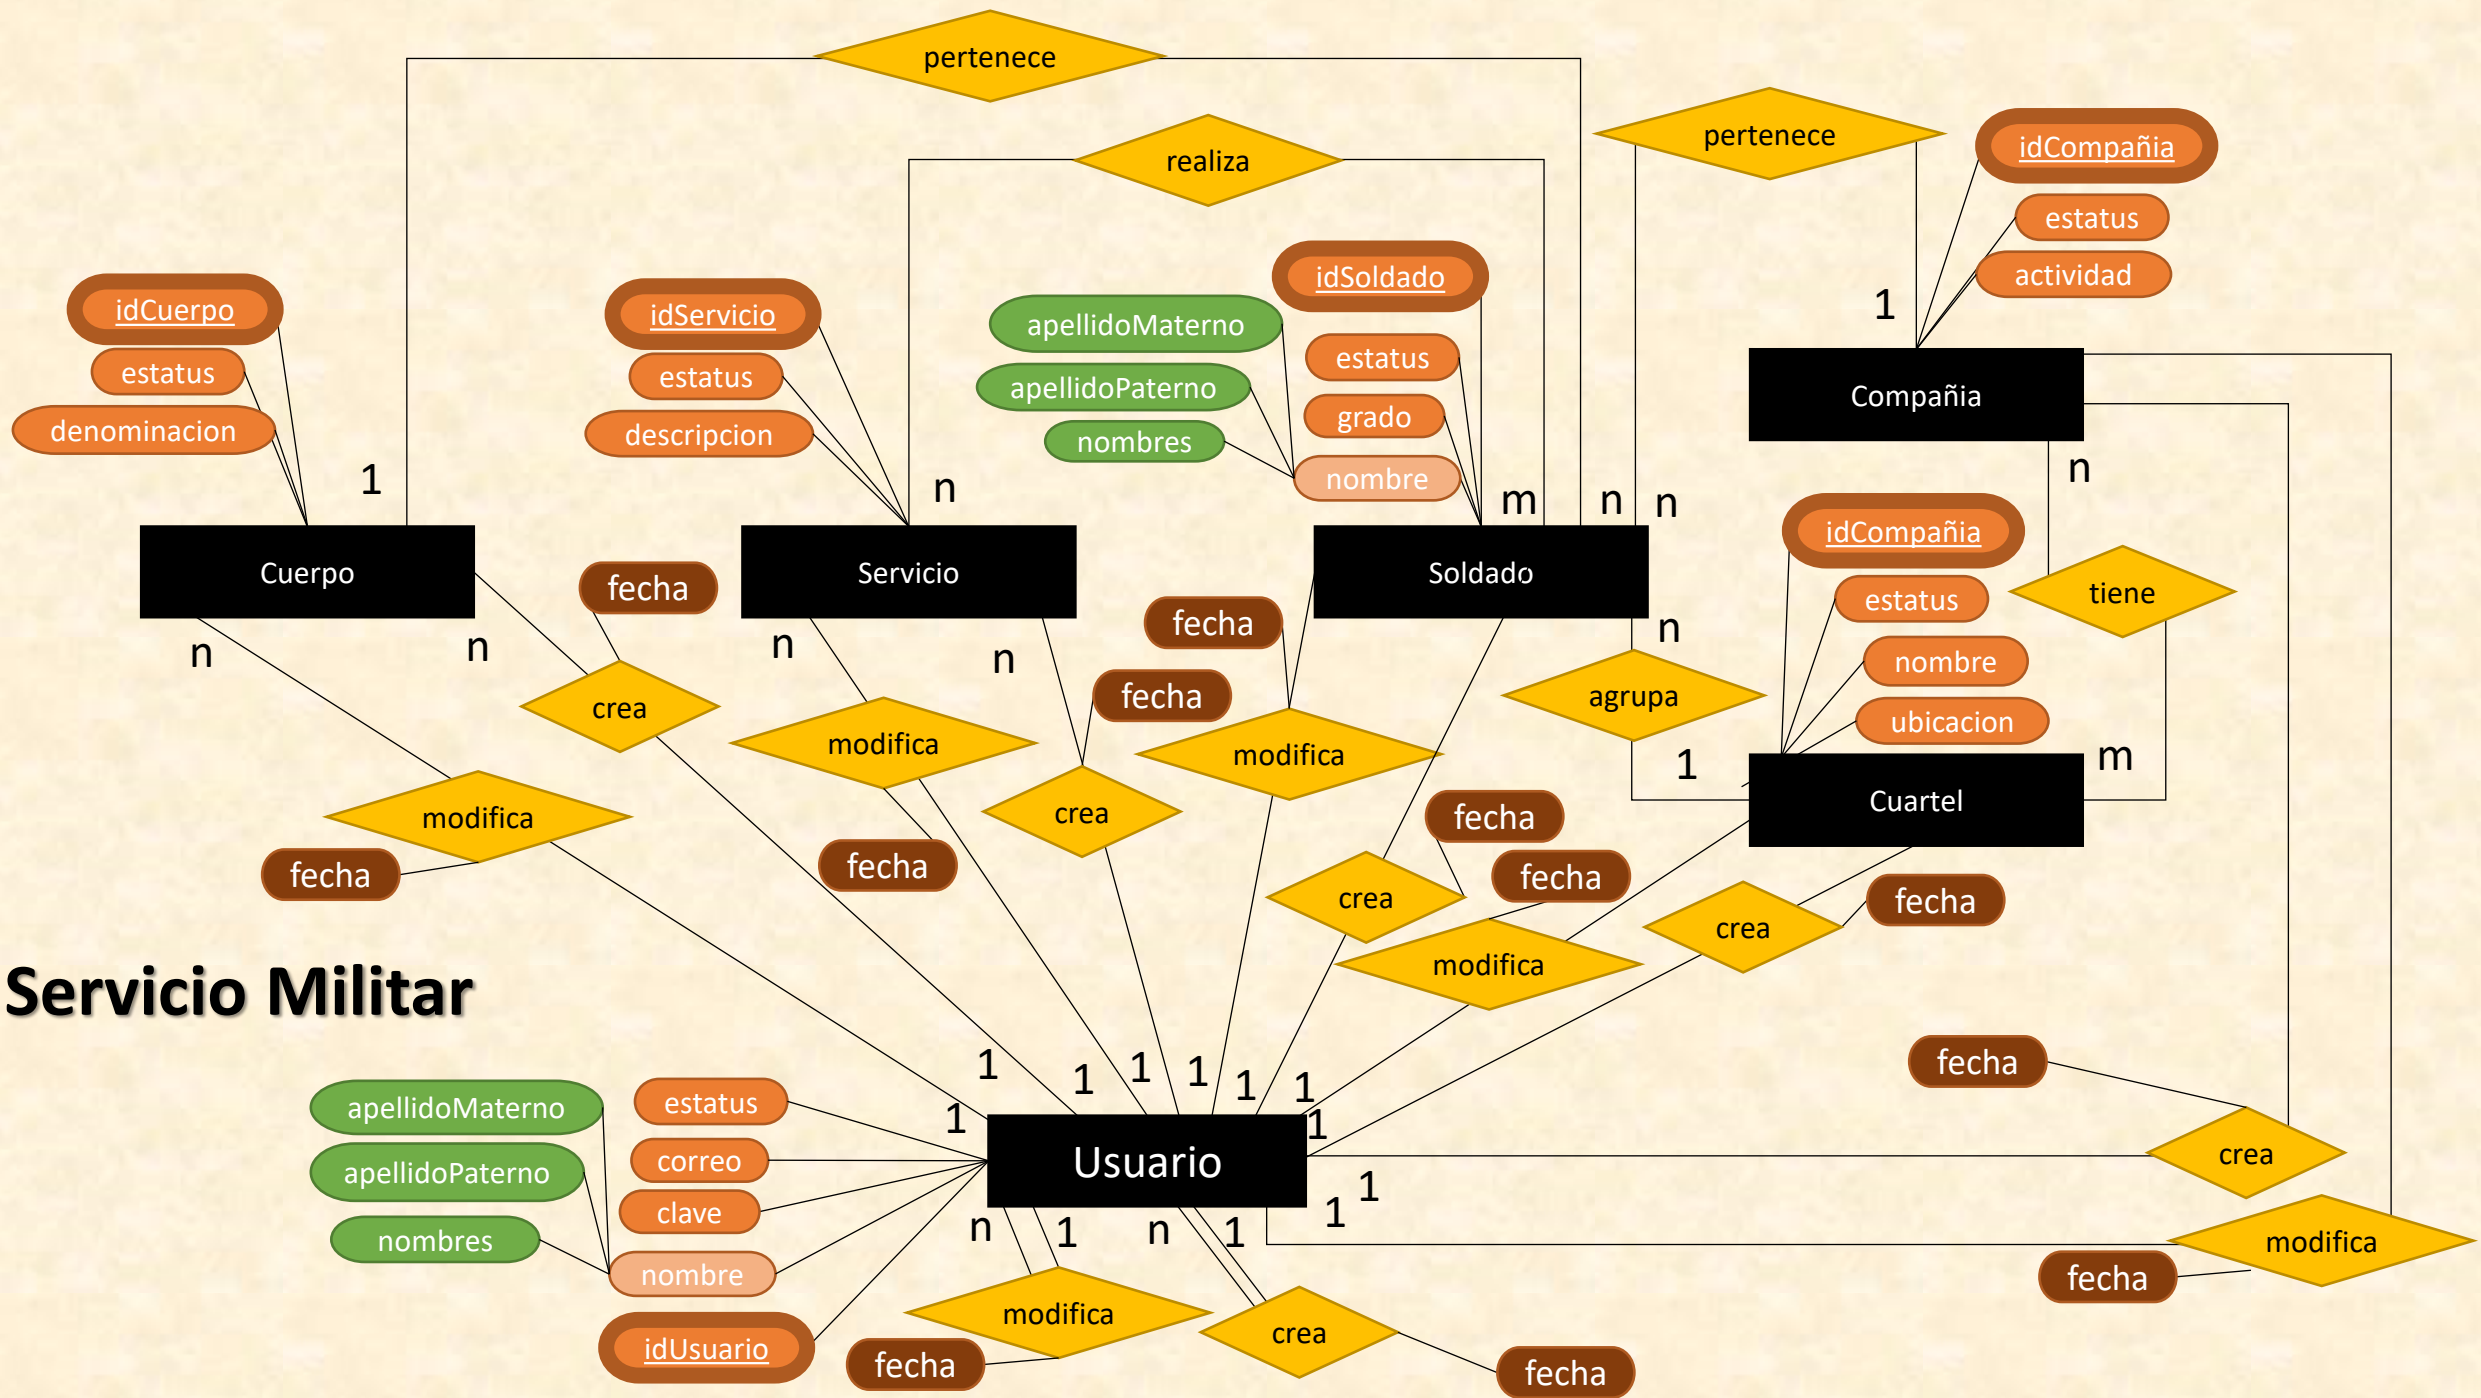 pertenece
realiza
pertenece
idCompañia
estatus
actividad
1
Compañia
n
idCuerpo
estatus
denominacion
1
Cuerpo
n
n
idServicio
estatus
descripcion
n
Servicio
n
n
idSoldado
apellidoMaterno
estatus
apellidoPaterno
grado
nombres
nombre
m
n
n
Soldado
n
idCompañia
estatus
nombre
ubicacion
tiene
m
agrupa
1
Cuartel
fecha
crea
modifica
fecha
modifica
fecha
fecha
crea
fecha
modifica
fecha
crea
fecha
modifica
crea
fecha
Servicio Militar
1
1
1
1
1
1
1
1
1
1
Usuario
apellidoMaterno
estatus
apellidoPaterno
correo
clave
nombres
nombre
idUsuario
n
1
n
1
modifica
fecha
crea
fecha
fecha
crea
modifica
fecha